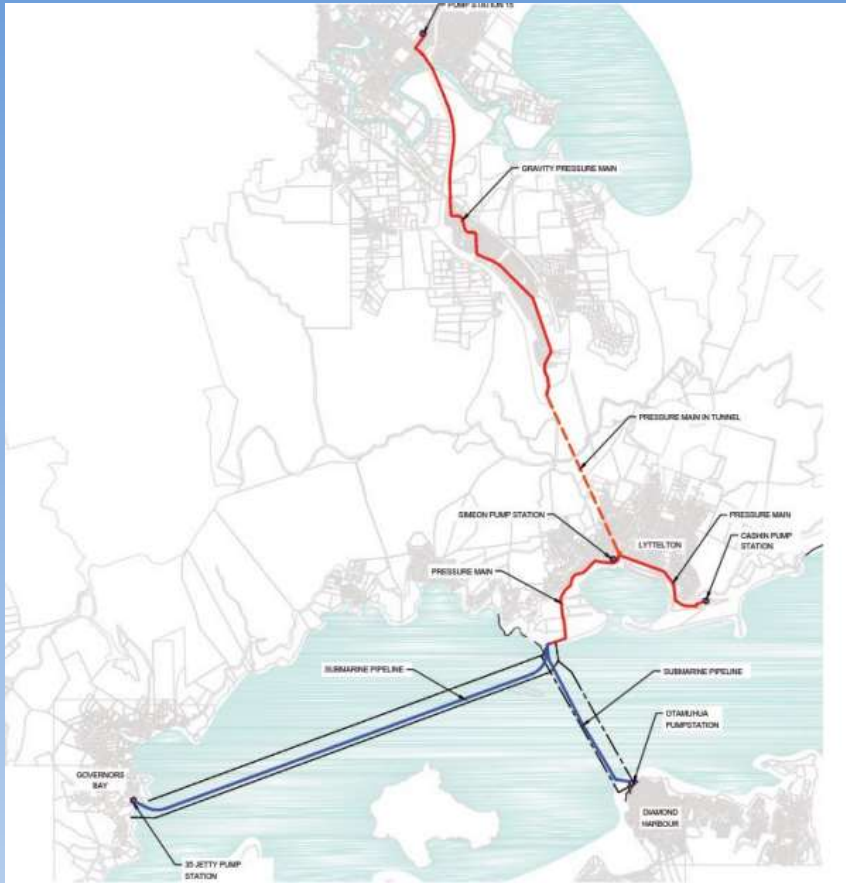 PUMP STATION 15
GRAVITY PRESSURE MAIN
PRESSURE MAIN IN TUNNEL
SIMEON PUMP STATION
LYTTELTON
PRESSURE MAIN
CASHIN PUMP
STATION
PRESSURE MAIN
SUBMARINE PIPELINE
SUBMARINE PIPELINE
OTAMUHUA
PUMPSTATION
GOVERNORS
BAY
DIAMOND
HARBOUR
35 JETTY PUMP
STATION